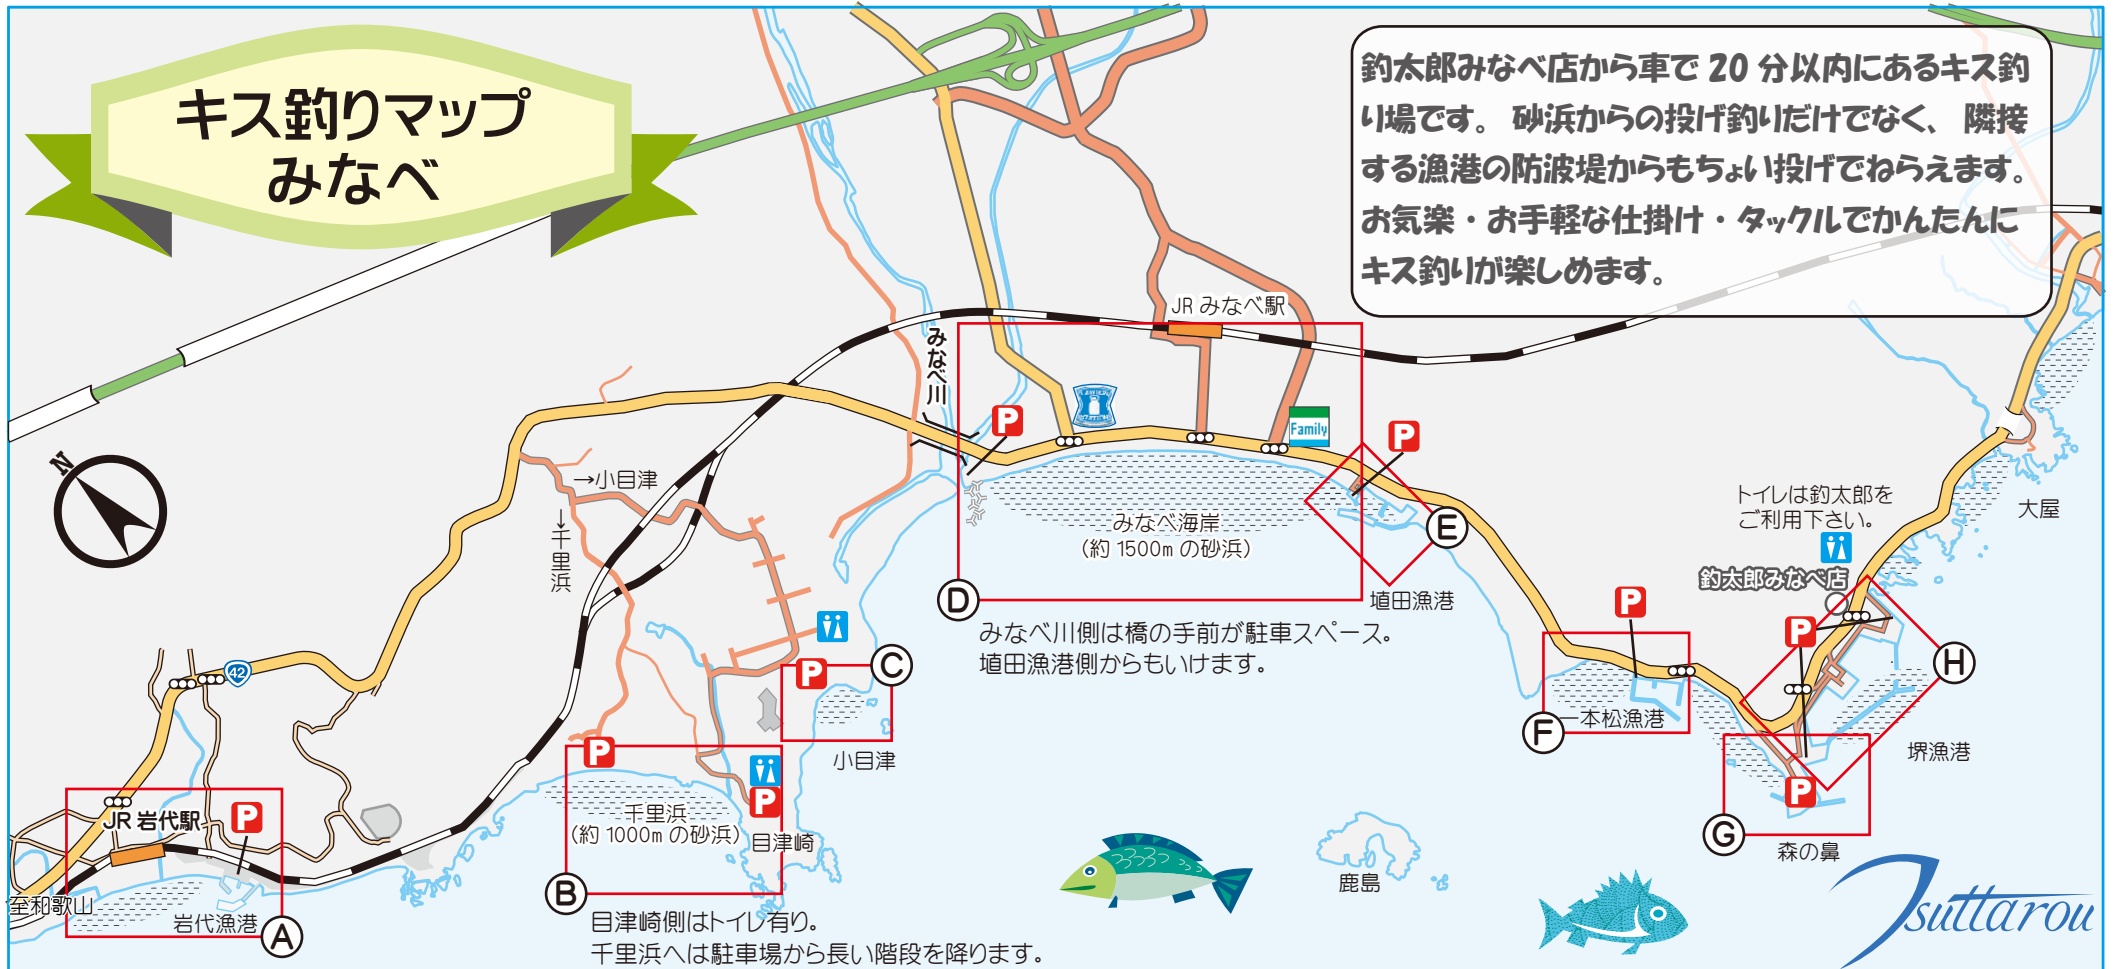 キス釣りマップ
みなべ
釣太郎みなべ店から車で 20 分以内にあるキス釣
り場です。 砂浜からの投げ釣りだけでなく、 隣接
する漁港の防波堤からもちょい投げでねらえます。
お気楽・お手軽な仕掛け・タックルでかんたんに
キス釣りが楽しめます。
JR みなべ駅
みなべ川
P
LAWSON
STATION
Family
P
N
→小目津
→千里浜
みなべ海岸
(約 1500m の砂浜)
E
埴田漁港
D
みなべ川側は橋の手前が駐車スペース。
埴田漁港側からもいけます。
トイレは釣太郎を
ご利用下さい。
大屋
釣太郎みなべ店
P
P
H
42
P
C
小目津
F
一本松漁港
堺漁港
P
千里浜
(約 1000m の砂浜)
P
目津崎
B
目津崎側はトイレ有り。
千里浜へは駐車場から長い階段を降ります。
P
G
森の鼻
JR 岩代駅
P
至和歌山
岩代漁港
A
鹿島
Tsuttarou